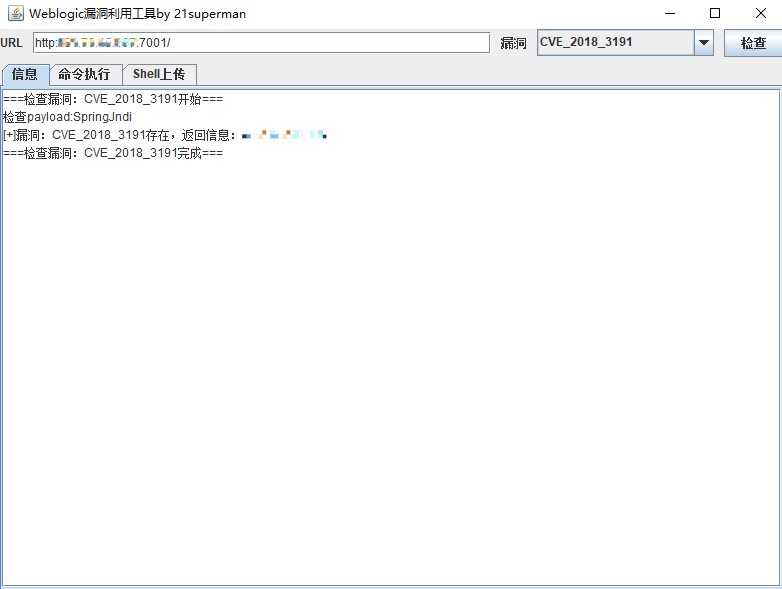 Weblogic漏洞利用工具by 21superman
URL http: :7001/ 漏洞 CVE_2018_3191 检查
信息 命令执行 Shell上传
===检查漏洞：CVE_2018_3191开始===
检查payload:SpringJndi
[+]漏洞：CVE_2018_3191存在，返回信息：
===检查漏洞：CVE_2018_3191完成===